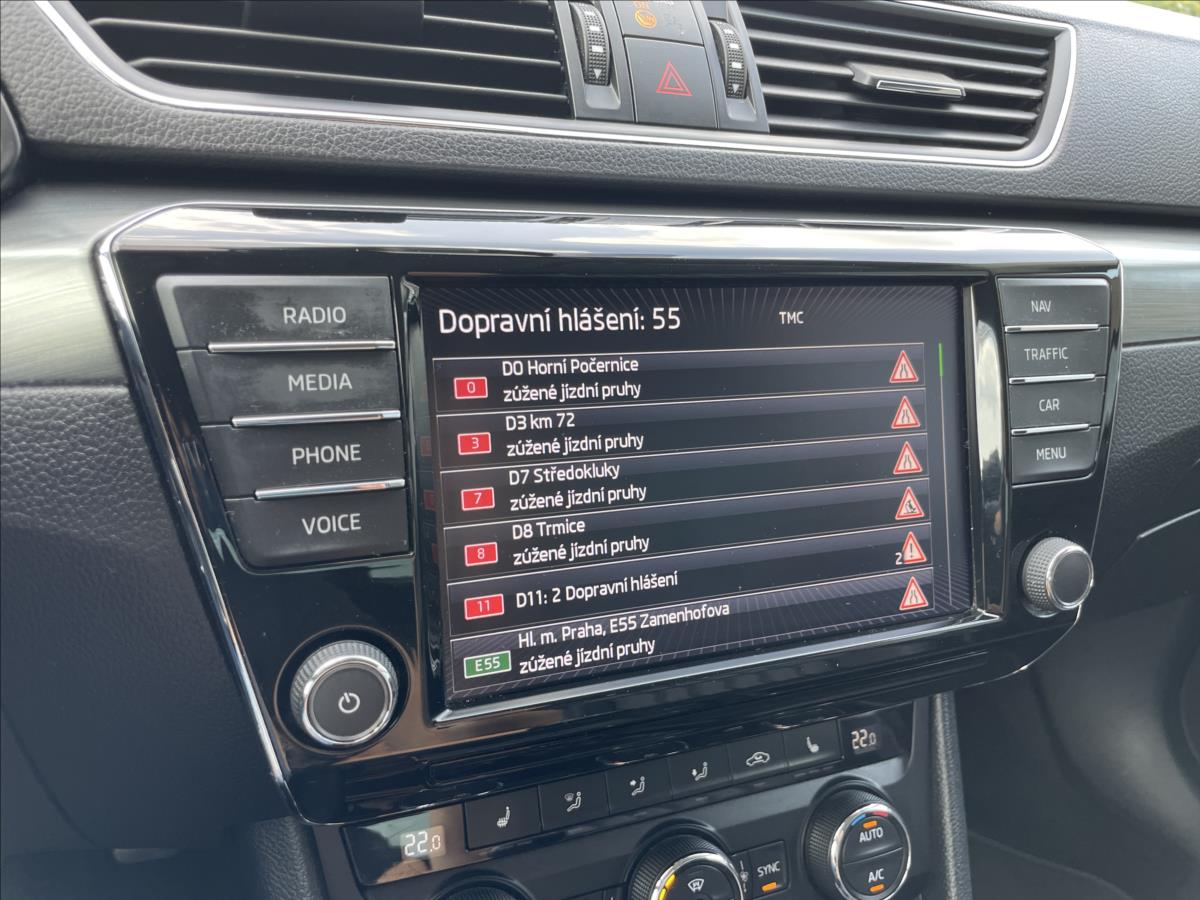 RADIO
MEDIA
PHONE
VOICE
Dopravní hlášení: 55
TMC
0
D0 Horní Počernice
zúžené jízdní pruhy
3
D3 km 72
zúžené jízdní pruhy
7
D7 Středokluky
zúžené jízdní pruhy
8
D8 Trmice
zúžené jízdní pruhy
11
D11: 2 Dopravní hlášení
2
E55
Hl. m. Praha, E55 Zamenhofova
zúžené jízdní pruhy
NAV
TRAFFIC
CAR
MENU
22.0
22.0
SYNC
AUTO
A/C